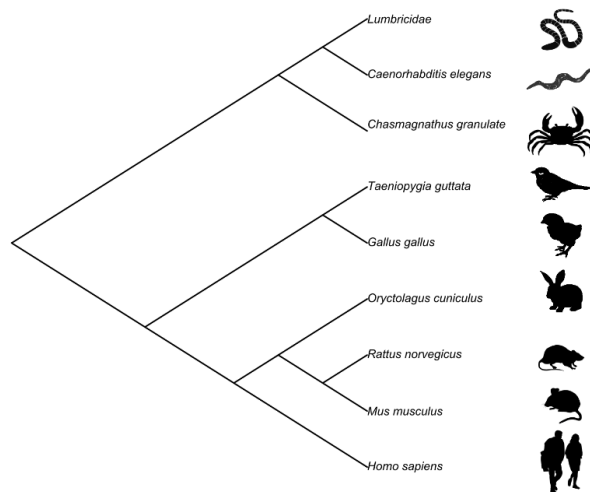 Lumbricidae
Caenorhabditis elegans
Chasmagnathus granulate
Taeniopygia guttata
Gallus gallus
Oryctolagus cuniculus
Rattus norvegicus
Mus musculus
Homo sapiens